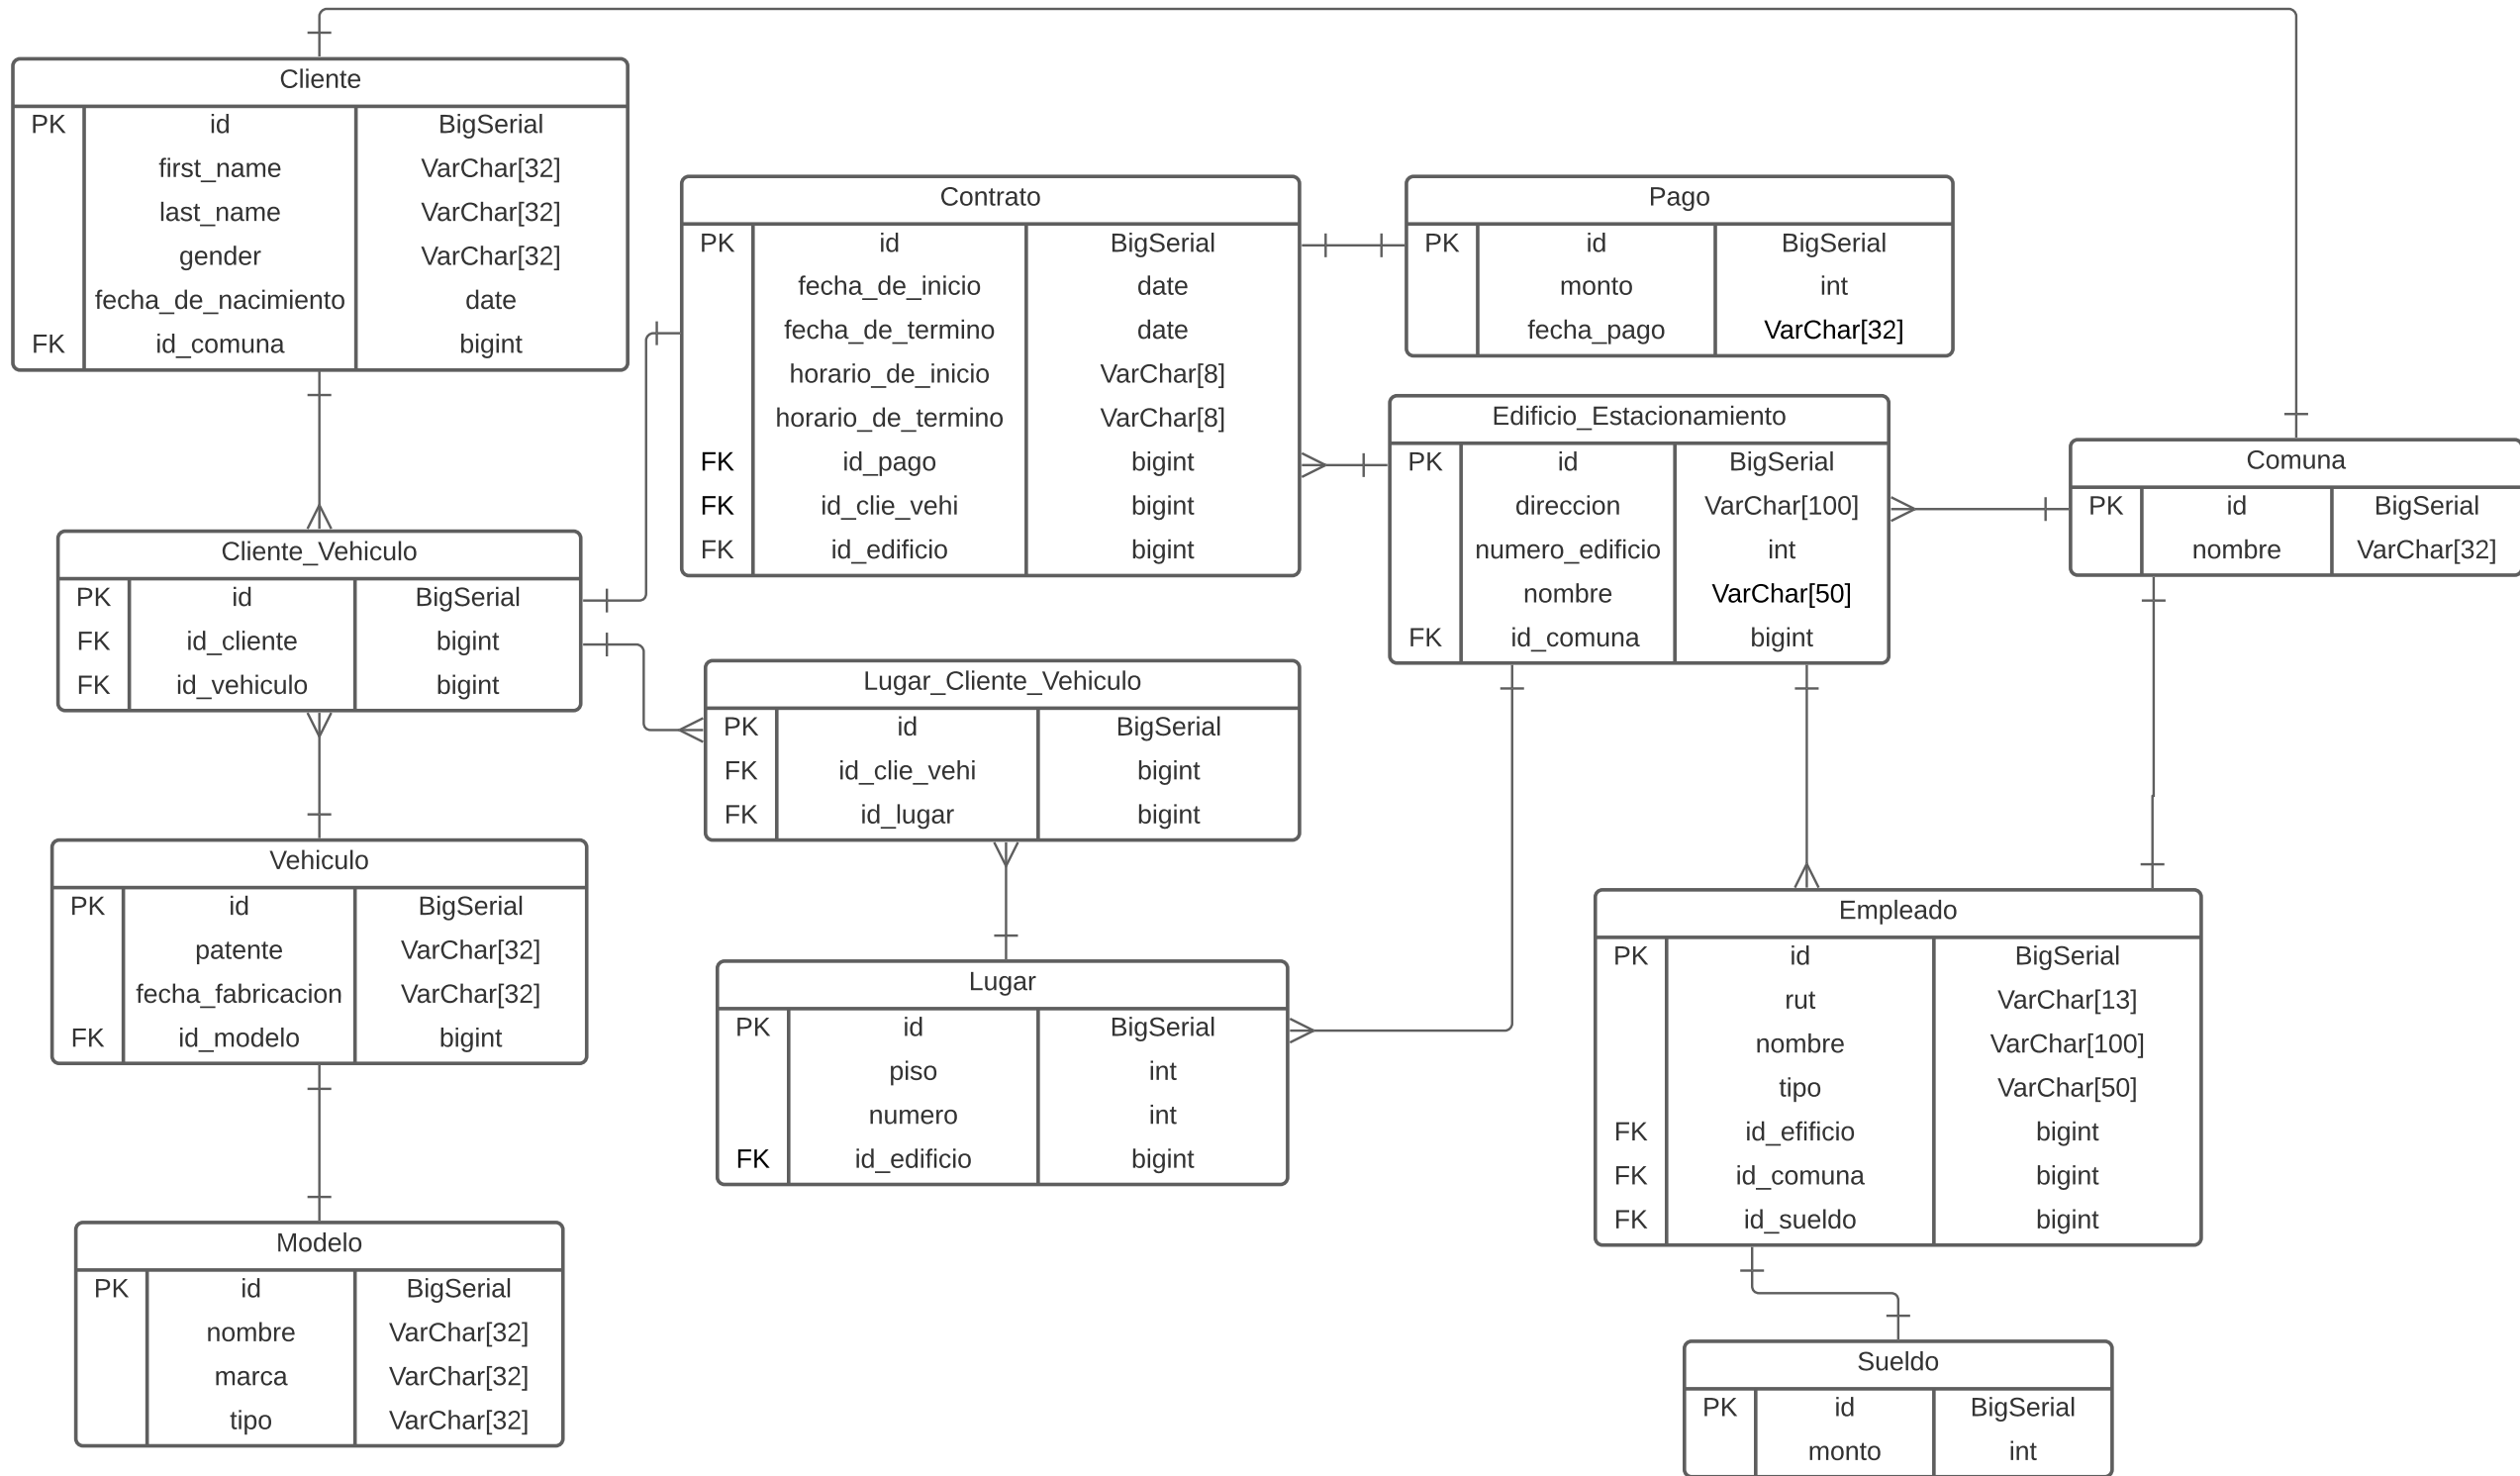 Cliente
PK id BigSerial
first_name VarChar[32]
last_name VarChar[32]
gender VarChar[32]
fecha_de_nacimiento date
FK id_comuna bigint
Contrato
PK id BigSerial
fecha_de_inicio date
fecha_de_termino date
horario_de_inicio VarChar[8]
horario_de_termino VarChar[8]
FK id_pago bigint
FK id_clie_vehi bigint
FK id_edificio bigint
Pago
PK id BigSerial
monto int
fecha_pago VarChar[32]
Edificio_Estacionamiento
PK id BigSerial
direccion VarChar[100]
numero_edificio int
nombre VarChar[50]
FK id_comuna bigint
Comuna
PK id BigSerial
nombre VarChar[32]
Cliente_Vehiculo
PK id BigSerial
FK id_cliente bigint
FK id_vehiculo bigint
Lugar_Cliente_Vehiculo
PK id BigSerial
FK id_clie_vehi bigint
FK id_lugar bigint
Vehiculo
PK id BigSerial
patente VarChar[32]
fecha_fabricacion VarChar[32]
FK id_modelo bigint
Lugar
PK id BigSerial
piso int
numero int
FK id_edificio bigint
Empleado
PK id BigSerial
rut VarChar[13]
nombre VarChar[100]
tipo VarChar[50]
FK id_efificio bigint
FK id_comuna bigint
FK id_sueldo bigint
Modelo
PK id BigSerial
nombre VarChar[32]
marca VarChar[32]
tipo VarChar[32]
Sueldo
PK id BigSerial
monto int